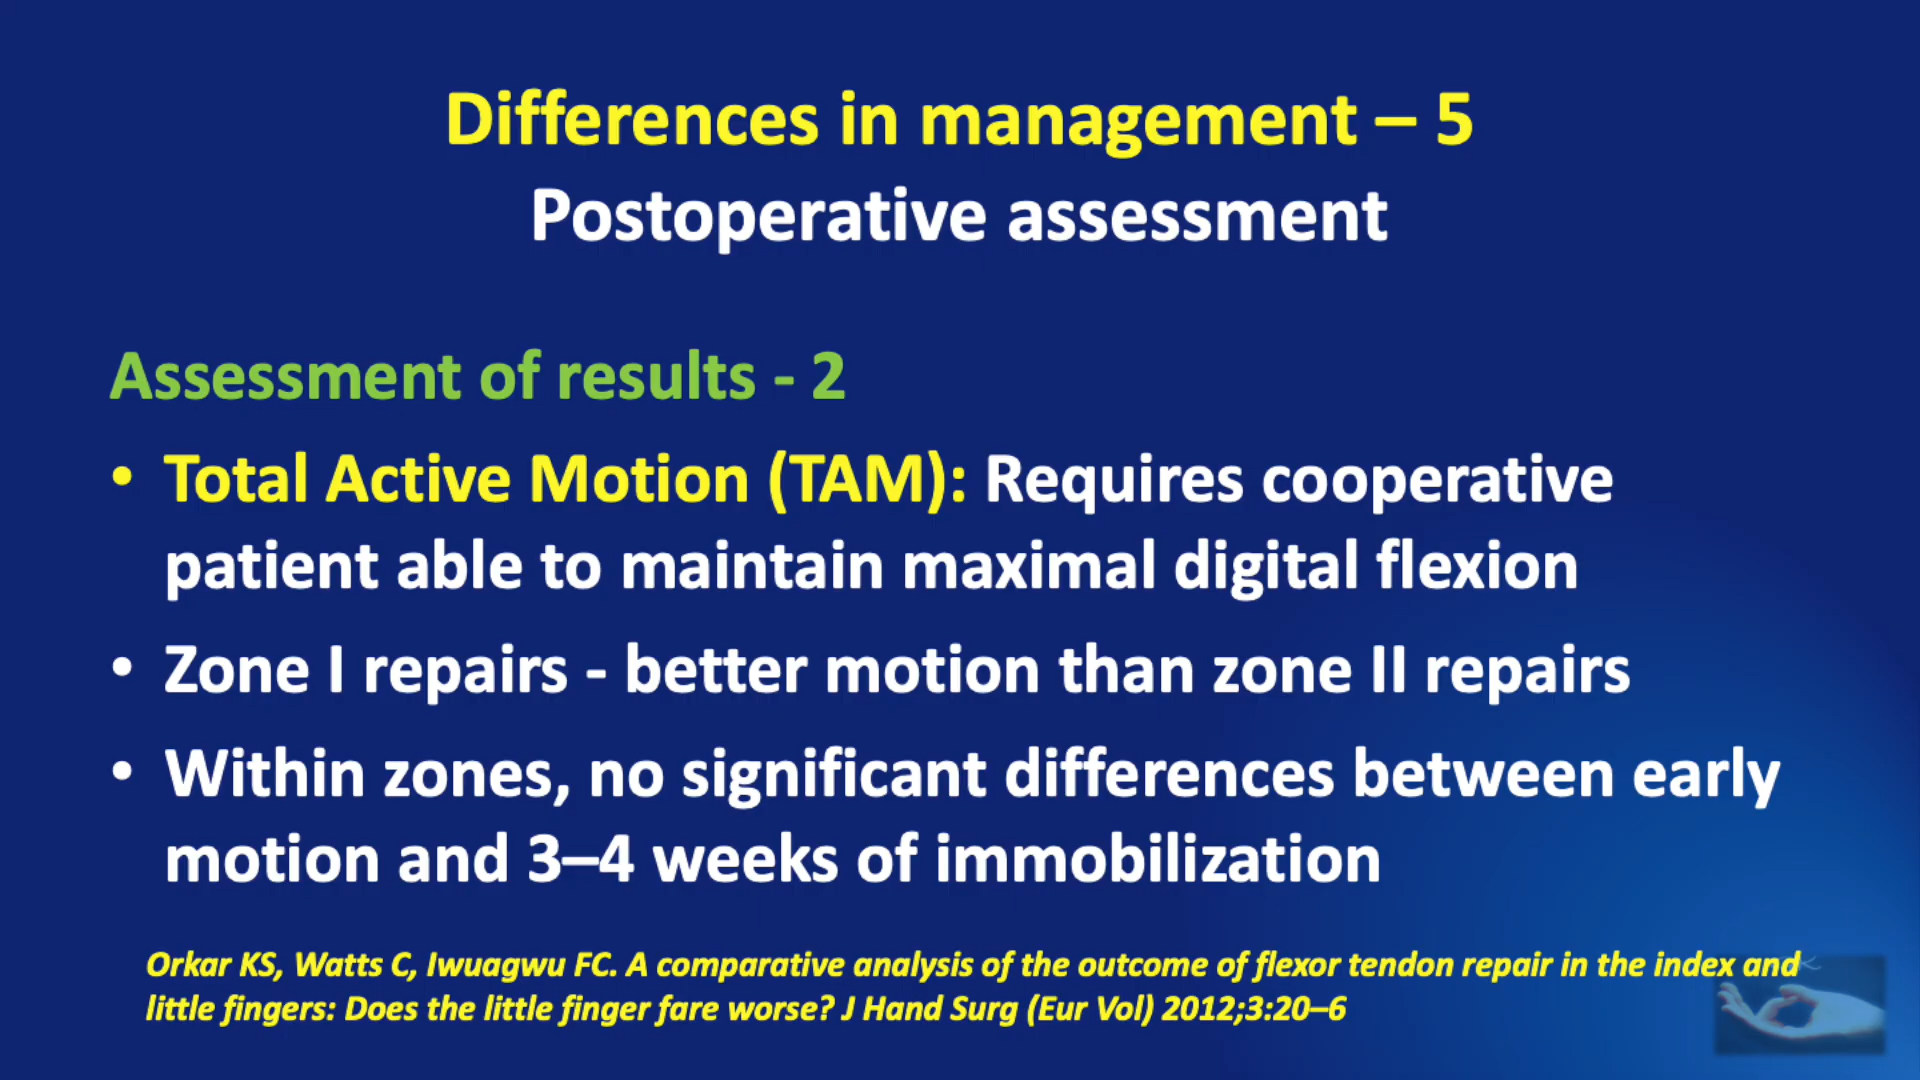 Differences in management – 5
Postoperative assessment
Assessment of results - 2
• Total Active Motion (TAM): Requires cooperative
patient able to maintain maximal digital flexion
• Zone I repairs - better motion than zone II repairs
• Within zones, no significant differences between early
motion and 3–4 weeks of immobilization
Orkar KS, Watts C, Iwuagwu FC. A comparative analysis of the outcome of flexor tendon repair in the index and
little fingers: Does the little finger fare worse? J Hand Surg (Eur Vol) 2012;3:20–6